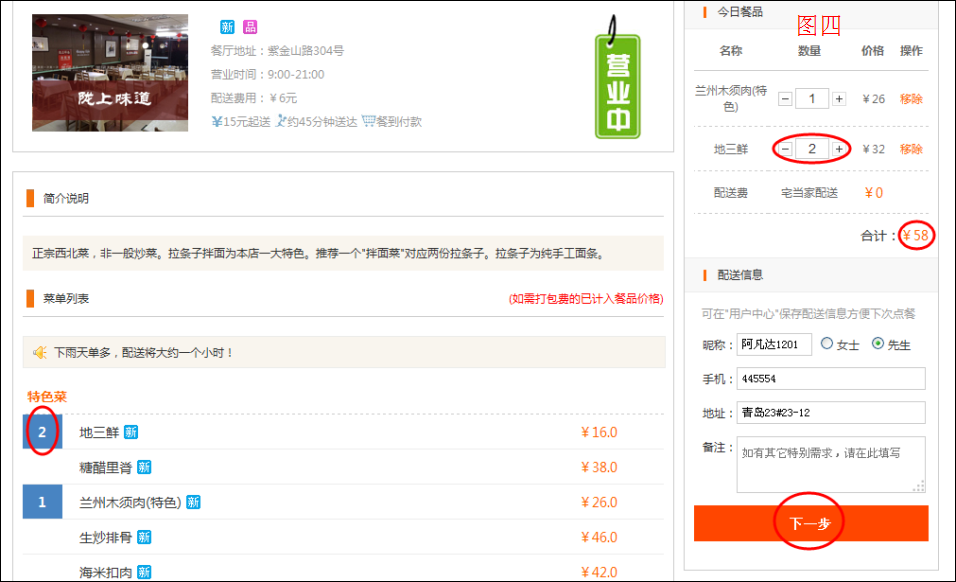 陇上味道
新 品
餐厅地址：紫金山路304号
营业时间：9:00-21:00
配送费用：￥6元
￥15元起送 约45分钟送达 餐到付款
营业中
简介说明
正宗西北菜，非一般炒菜。拉条子拌面为本店一大特色。推荐一个"拌面菜"对应两份拉条子。拉条子为纯手工面条。
菜单列表 (如需打包费的已计入餐品价格)
下雨天单多，配送将大约一个小时！
特色菜
2 地三鲜 新 ￥16.0
糖醋里脊 新 ￥38.0
1 兰州木须肉(特色) 新 ￥26.0
生炒排骨 新 ￥46.0
海米扣肉 新 ￥42.0
今日餐品
图四
名称 数量 价格 操作
兰州木须肉(特
色)
− 1 + ￥26 移除
地三鲜 − 2 + ￥32 移除
配送费 宅当家配送 ￥0
合计：￥58
配送信息
可在"用户中心"保存配送信息方便下次点餐
昵称： 阿凡达1201 女士 先生
手机： 445554
地址： 青岛23#23-12
备注： 如有其它特别需求，请在此填写
下一步